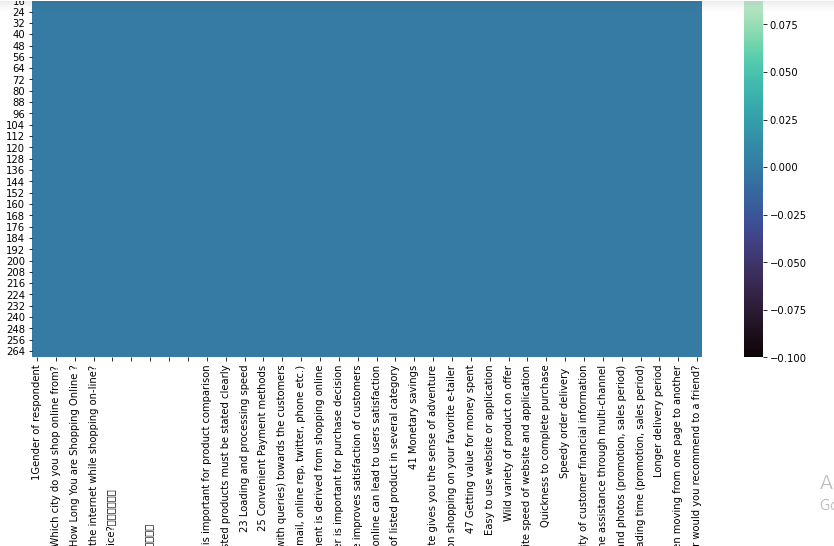 16
24
32
40
48
56
64
72
80
88
96
104
112
120
128
136
144
152
160
168
176
184
192
200
208
216
224
232
240
248
256
264
0.075
0.050
0.025
0.000
−0.025
−0.050
−0.075
−0.100
1Gender of respondent
Which city do you shop online from?
How Long You are Shopping Online ?
the internet while shopping on-line?
ice?
is important for product comparison
sted products must be stated clearly
23 Loading and processing speed
25 Convenient Payment methods
with queries) towards the customers
mail, online rep, twitter, phone etc.)
ment is derived from shopping online
er is important for purchase decision
e improves satisfaction of customers
online can lead to users satisfaction
of listed product in several category
41 Monetary savings
te gives you the sense of adventure
on shopping on your favorite e-tailer
47 Getting value for money spent
Easy to use website or application
Wild variety of product on offer
ite speed of website and application
Quickness to complete purchase
Speedy order delivery
ty of customer financial information
ne assistance through multi-channel
nd photos (promotion, sales period)
ading time (promotion, sales period)
Longer delivery period
en moving from one page to another
r would you recommend to a friend?
A
Go